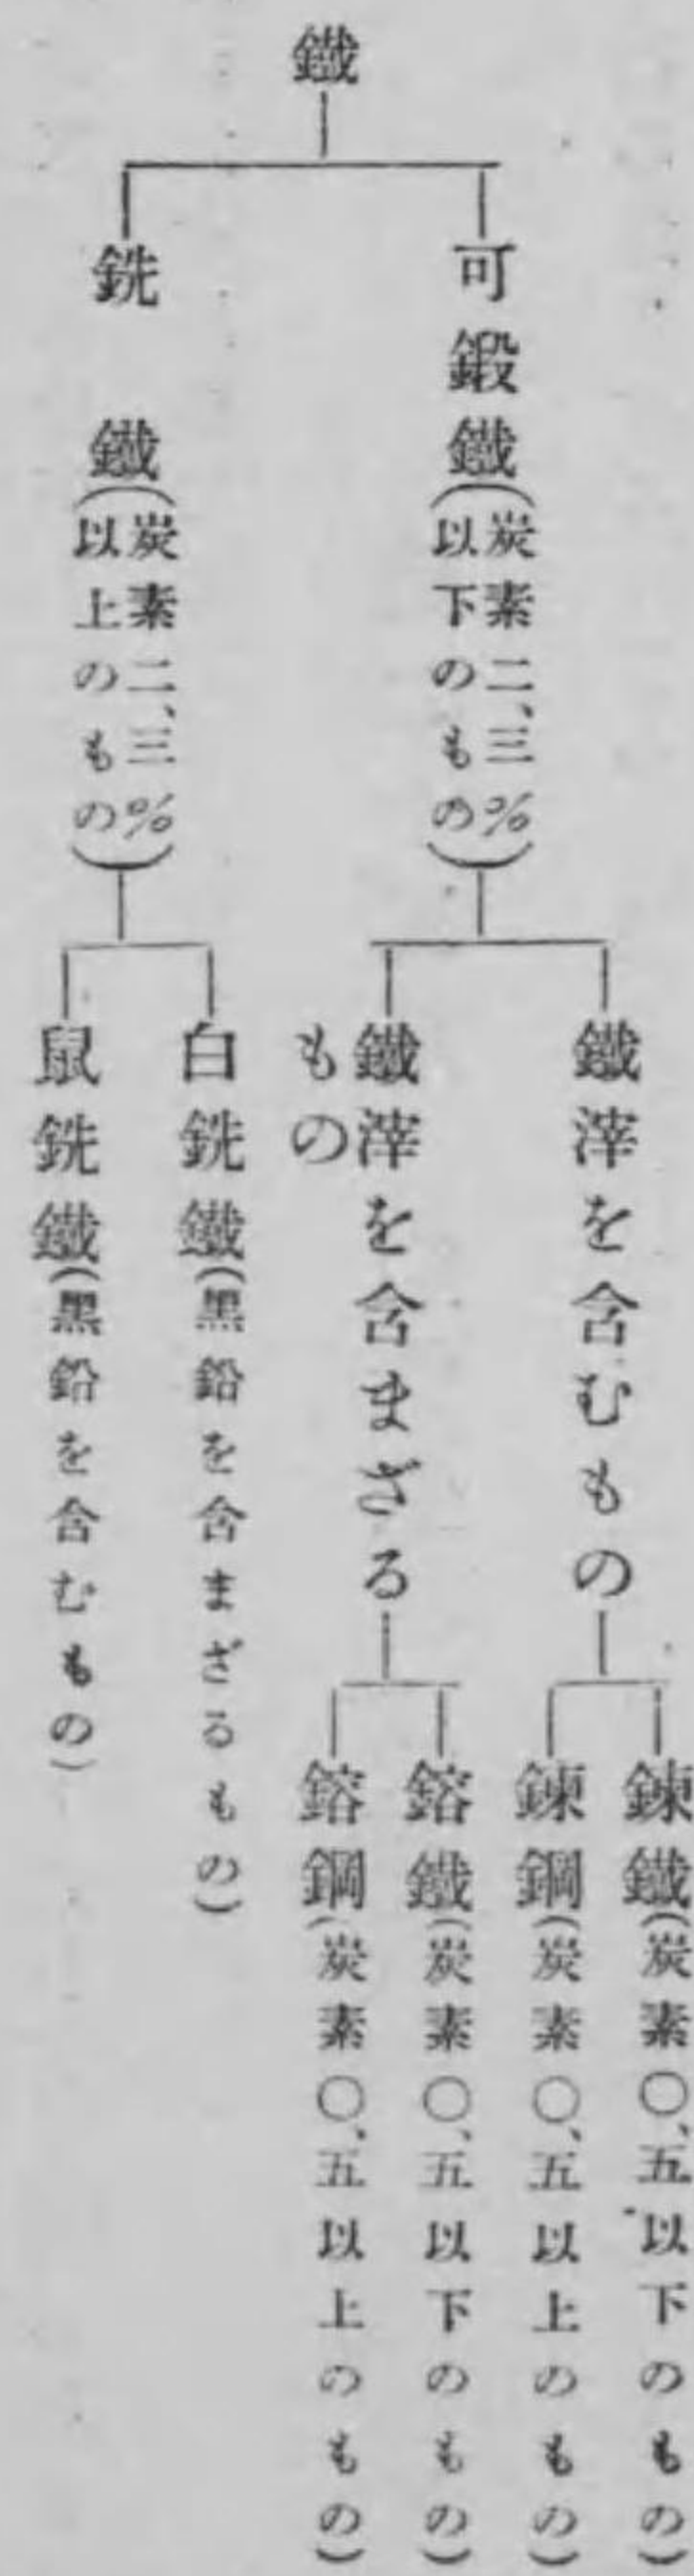 鐵
可鍛鐵(炭素二、三%以下のもの)
鐵滓を含むもの
鍊鐵(炭素〇、五以下のもの)
鍊鋼(炭素〇、五以上のもの)
鐵滓を含まざる
もの
鎔鐵(炭素〇、五以下のもの)
鎔鋼(炭素〇、五以上のもの)
銑鐵(炭素二、三%以上のもの)
白銑鐵(黒鉛を含まざるもの)
鼠銑鐵(黒鉛を含むもの)